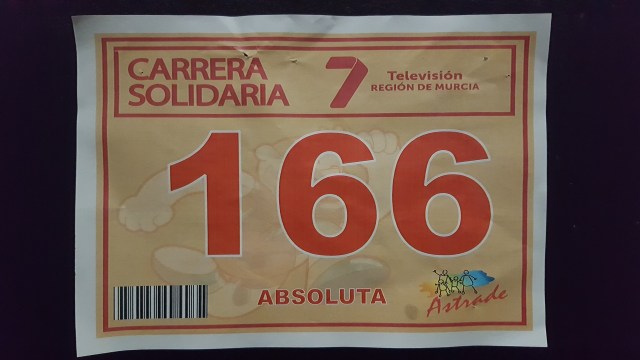 CARRERA
SOLIDARIA
7
Televisión
REGIÓN DE MURCIA
166
ABSOLUTA
Astrade